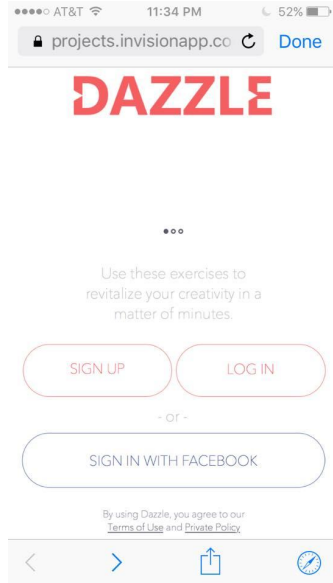 AT&T 11:34 PM 52%
projects.invisionapp.co Done
DAZZLE
Use these exercises to
revitalize your creativity in a
matter of minutes.
SIGN UP LOG IN
- or -
SIGN IN WITH FACEBOOK
By using Dazzle, you agree to our
Terms of Use and Private Policy